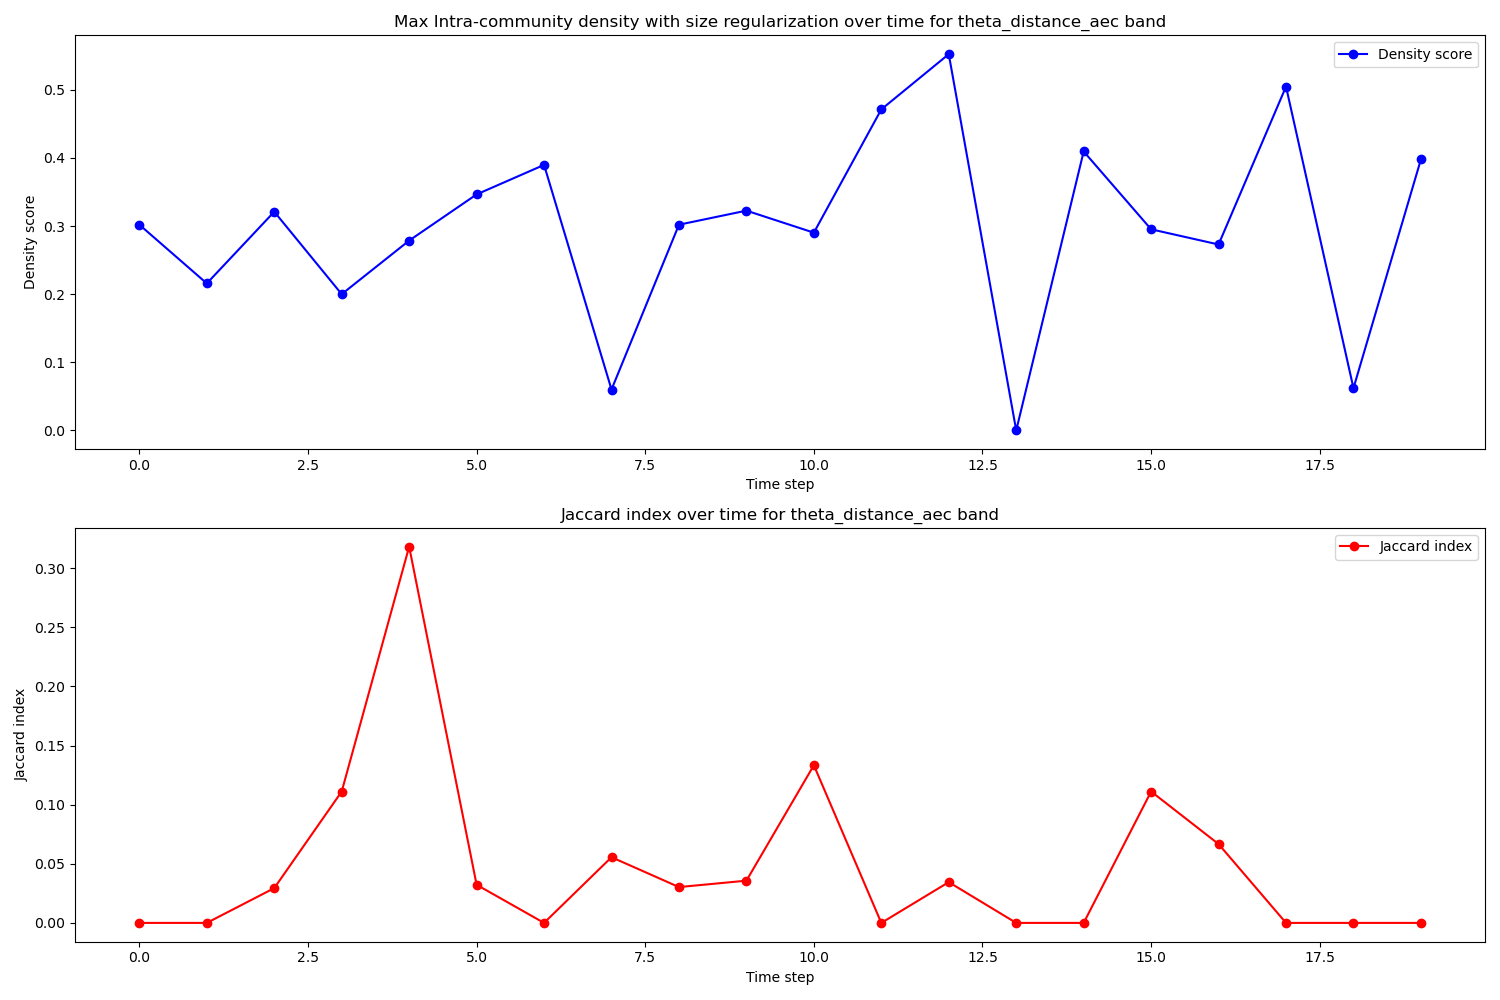 Max Intra-community density with size regularization over time for theta_distance_aec band
Density score
Density score
0.5
0.4
0.3
0.2
0.1
0.0
0.0 2.5 5.0 7.5 10.0 12.5 15.0 17.5
Time step
Jaccard index over time for theta_distance_aec band
Jaccard index
Jaccard index
0.30
0.25
0.20
0.15
0.10
0.05
0.00
0.0 2.5 5.0 7.5 10.0 12.5 15.0 17.5
Time step